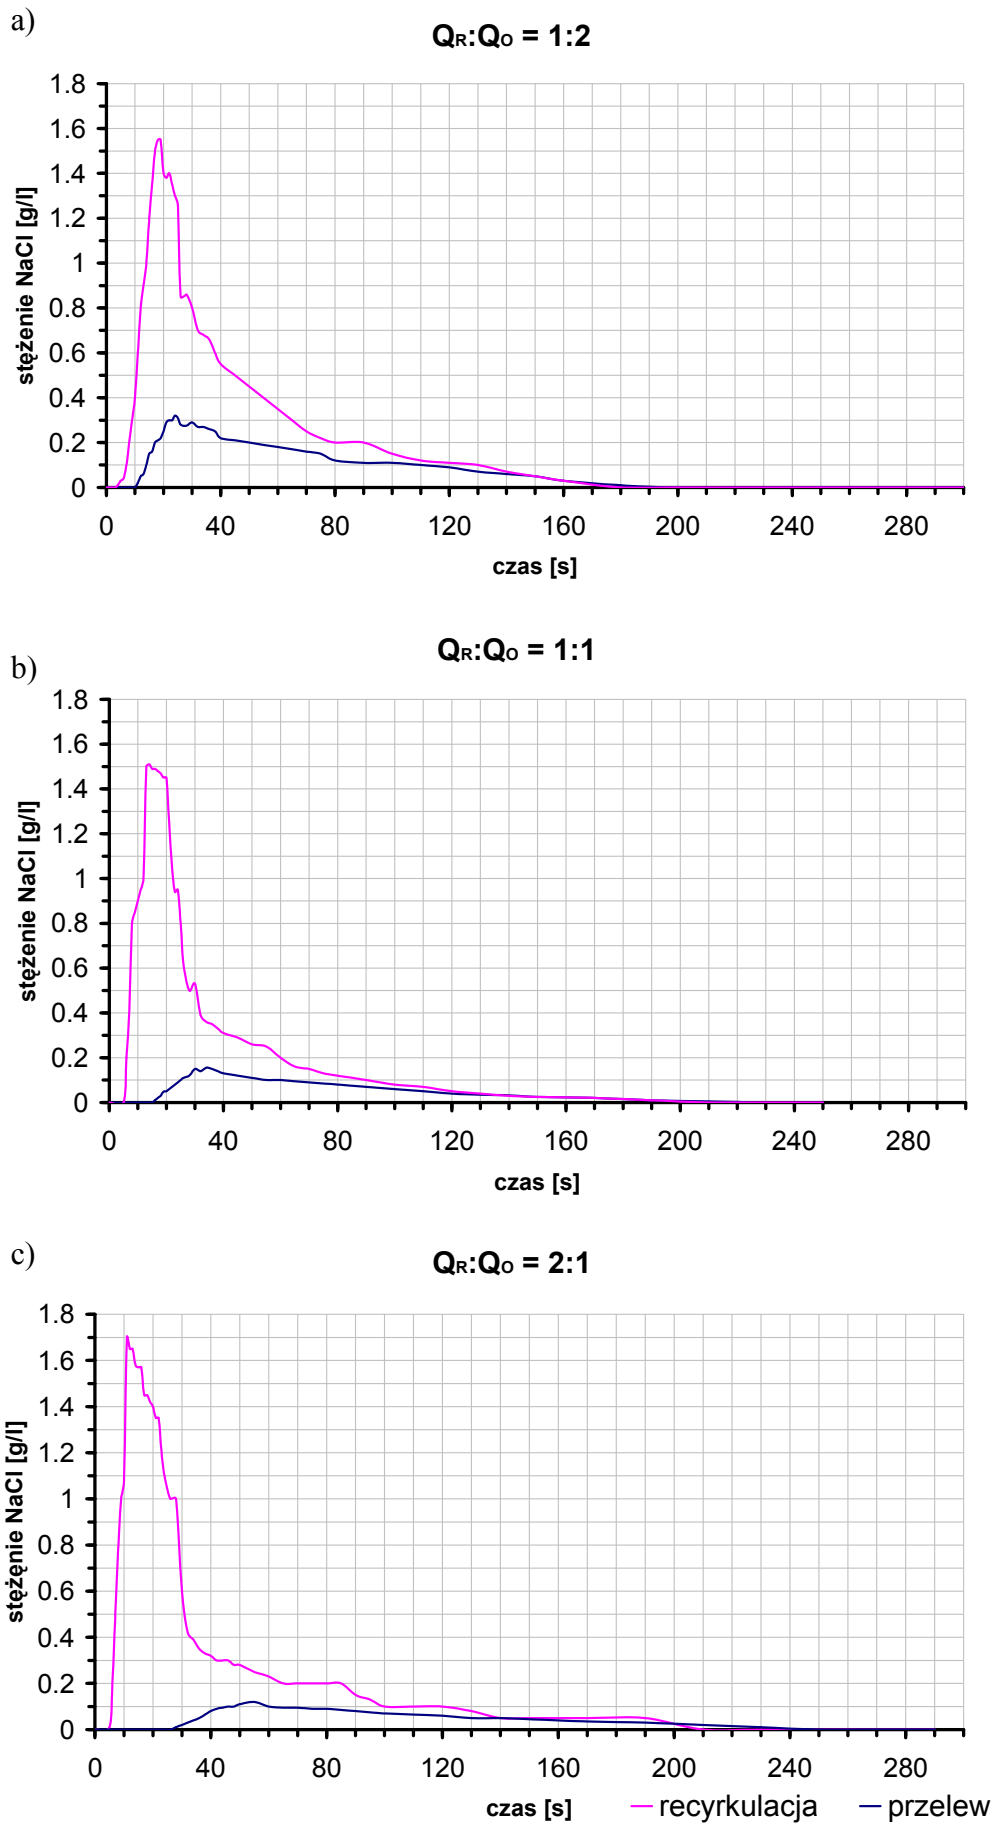 a)
QR:QO = 1:2
1.8
1.6
1.4
1.2
1
0.8
0.6
0.4
0.2
0
stężenie NaCl [g/l]
0 40 80 120 160 200 240 280
czas [s]
b)
QR:QO = 1:1
1.8
1.6
1.4
1.2
1
0.8
0.6
0.4
0.2
0
stężenie NaCl [g/l]
0 40 80 120 160 200 240 280
czas [s]
c)
QR:QO = 2:1
1.8
1.6
1.4
1.2
1
0.8
0.6
0.4
0.2
0
stężęnie NaCl [g/l]
0 40 80 120 160 200 240 280
czas [s]
recyrkulacja przelew